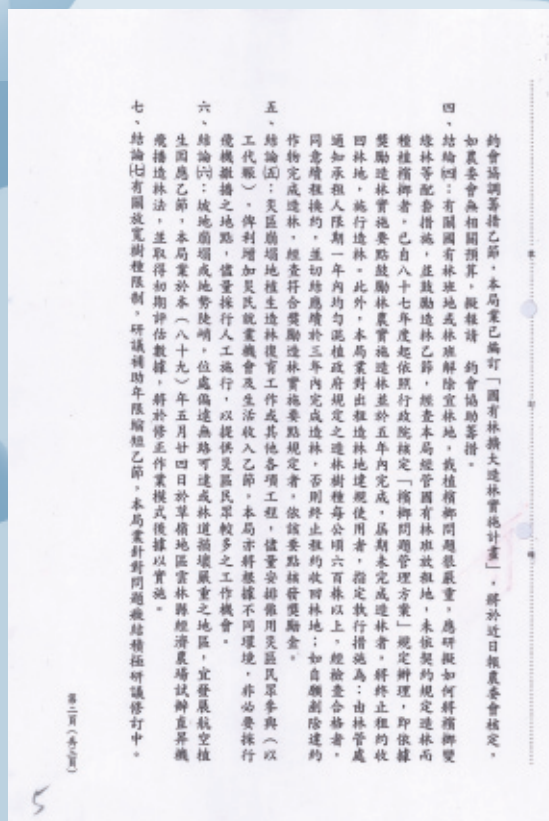 鈞會協調籌措乙節，本局業已編訂「國有林擴大造林實施計畫」，將於近日報農委會核定，
如農委會無相關預算，擬報請　鈞會協助籌措。
四、結論㈣：有關國有林班地或林班解除宜林地，栽植檳榔問題很嚴重，應研擬如何將檳榔變
綠林等配套措施，並鼓勵造林乙節，經查本局經管國有林班放租地，未依契約規定造林而
種植檳榔者，已自八十七年度起依照行政院核定「檳榔問題管理方案」規定辦理，即依據
獎勵造林實施要點鼓勵林農實施造林並於五年內完成，屆期未完成造林者，將終止租約收
回林地，施行造林。此外，本局業對出租造林地違規使用者，指定執行措施為：由林管處
通知承租人限期一年內均勻混植政府規定之造林樹種每公頃六百株以上，經檢查合格者，
同意續租換約，並切結應續於三年內完成造林，否則終止租約收回林地；如自願剷除違約
作物完成造林，經查符合獎勵造林實施要點規定者，依該要點核發獎勵金。
五、結論㈤：災區崩塌地植生造林復育工作或其他各項工程，儘量安排僱用災區民眾參與（以
工代賑），俾利增加災民就業機會及生活收入乙節，本局亦將根據不同環境，非必要採行
飛機撒播之地點，儘量採行人工施行，以提供災區民眾較多之工作機會。
六、結論㈥：坡地崩塌或地勢陡峭，位處偏遠無路可達或林道損壞嚴重之地區，宜發展航空植
生因應乙節，本局業於本（八十九）年五月廿四日於草嶺地區雲林縣經濟農場試辦直昇機
飛播造林法，並取得初期評估數據，將於修正作業模式後據以實施。
七、結論㈦有關放寬樹種限制，研議補助年限縮短乙節，本局業針對問題癥結積極研議修訂中。
第二頁（共三頁）
5